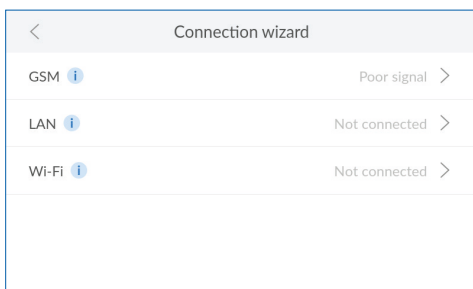 Connection wizard
GSM i Poor signal
LAN i Not connected
Wi-Fi i Not connected